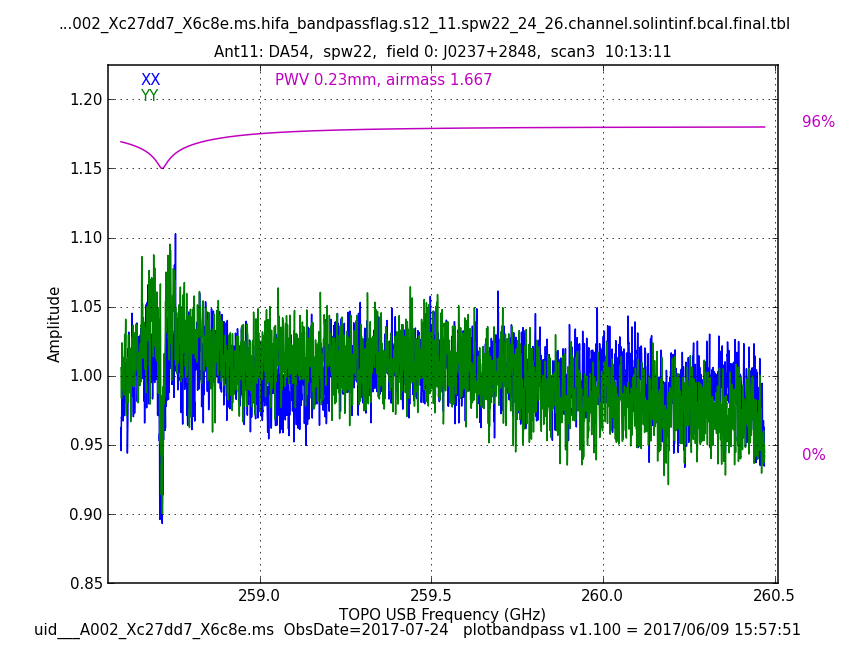 ...002_Xc27dd7_X6c8e.ms.hifa_bandpassflag.s12_11.spw22_24_26.channel.solintinf.bcal.final.tbl
Ant11: DA54, spw22, field 0: J0237+2848, scan3 10:13:11
XX
PWV 0.23mm, airmass 1.667
YY
1.20
96%
1.15
1.10
1.05
Amplitude
1.00
0.95
0%
0.90
0.85
259.0
259.5
260.0
260.5
TOPO USB Frequency (GHz)
uid___A002_Xc27dd7_X6c8e.ms ObsDate=2017-07-24 plotbandpass v1.100 = 2017/06/09 15:57:51